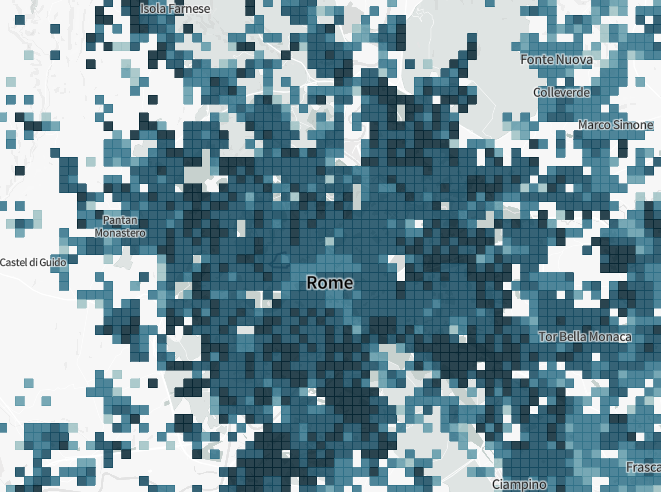 Isola Farnese
Fonte Nuova
Colleverde
Marco Simone
Pantan
Monastero
Castel di Guido
Rome
Tor Bella Monaca
Frasca
Ciampino